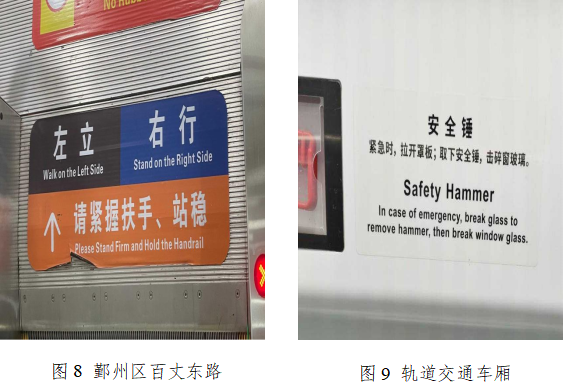 No
左立
Walk on the Left Side
右行
Stand on the Right Side
请紧握扶手、站稳
Please Stand Firm and Hold the Handrail
图 8 鄞州区百丈东路
安全锤
紧急时，拉开罩板；取下安全锤，击碎窗玻璃。
Safety Hammer
In case of emergency, break glass to
remove hammer, then break window glass.
图 9 轨道交通车厢